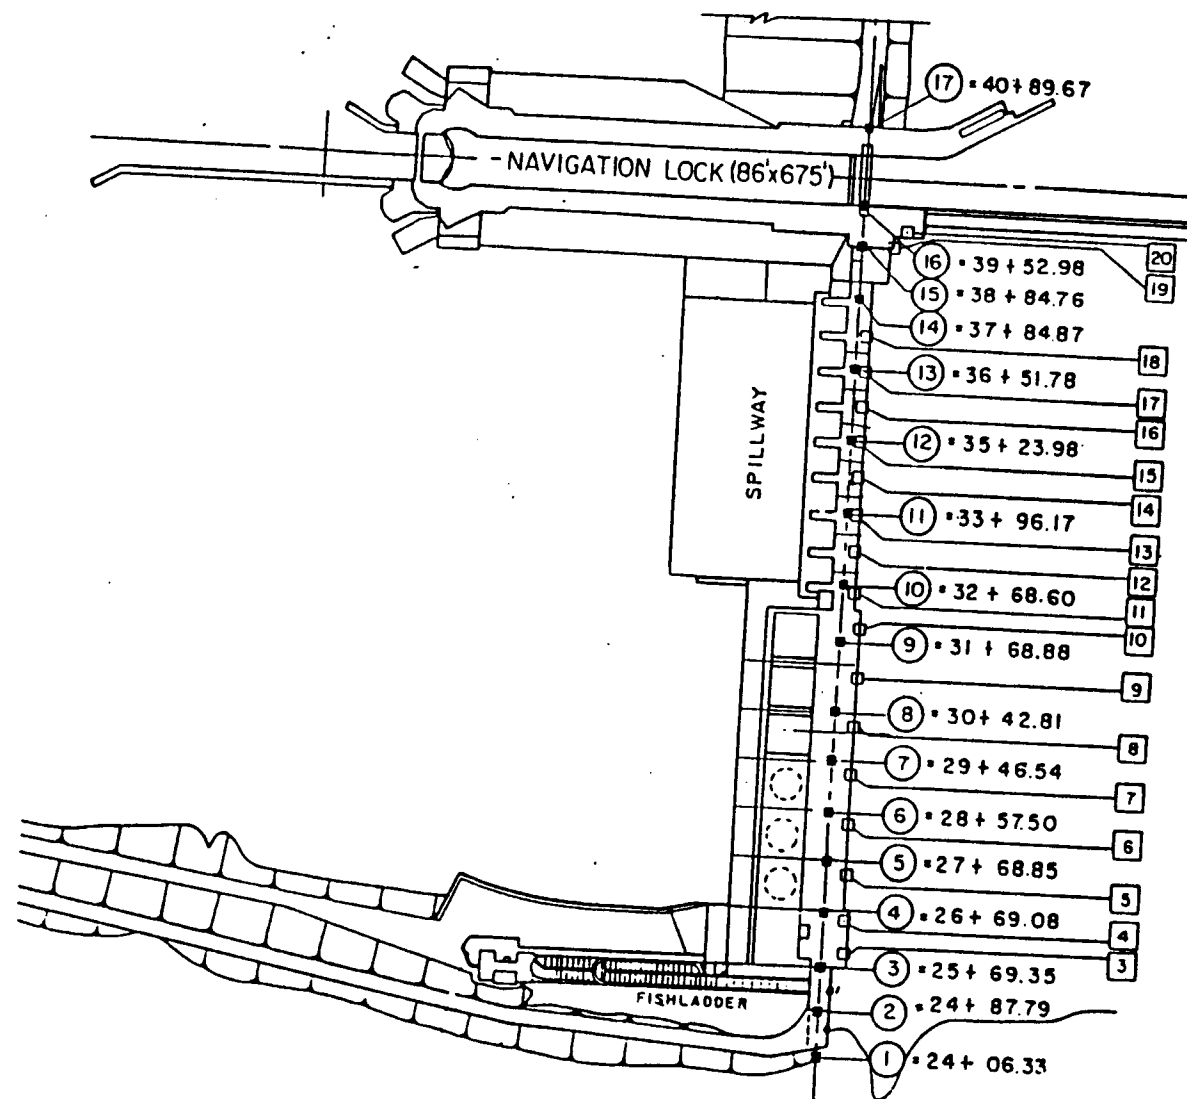 17 = 40+89.67
- NAVIGATION LOCK (86'x675')
16 = 39 + 52.98
20
15 = 38 + 84.76
19
14 = 37 + 84.87
18
13 = 36 + 51.78
17
16
12 = 35 + 23.98
SPILLWAY
15
14
11 = 33 + 96.17
13
12
10 = 32 + 68.60
11
10
9 = 31 + 68.88
9
8 = 30 + 42.81
8
7 = 29 + 46.54
7
6 = 28 + 57.50
6
5 = 27 + 68.85
5
4 = 26 + 69.08
4
3
3 = 25 + 69.35
FISHLADDER
2 = 24 + 87.79
1 = 24 + 06.33